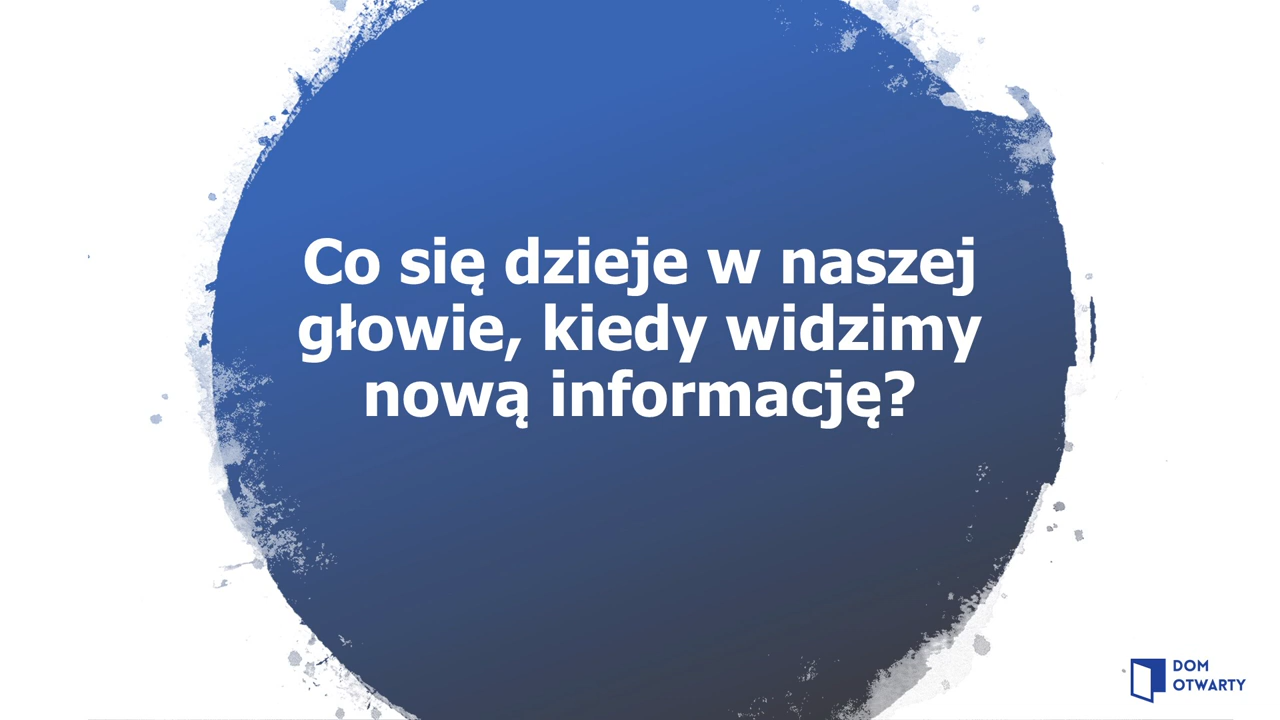 Co się dzieje w naszej
głowie, kiedy widzimy
nową informację?
DOM
OTWARTY